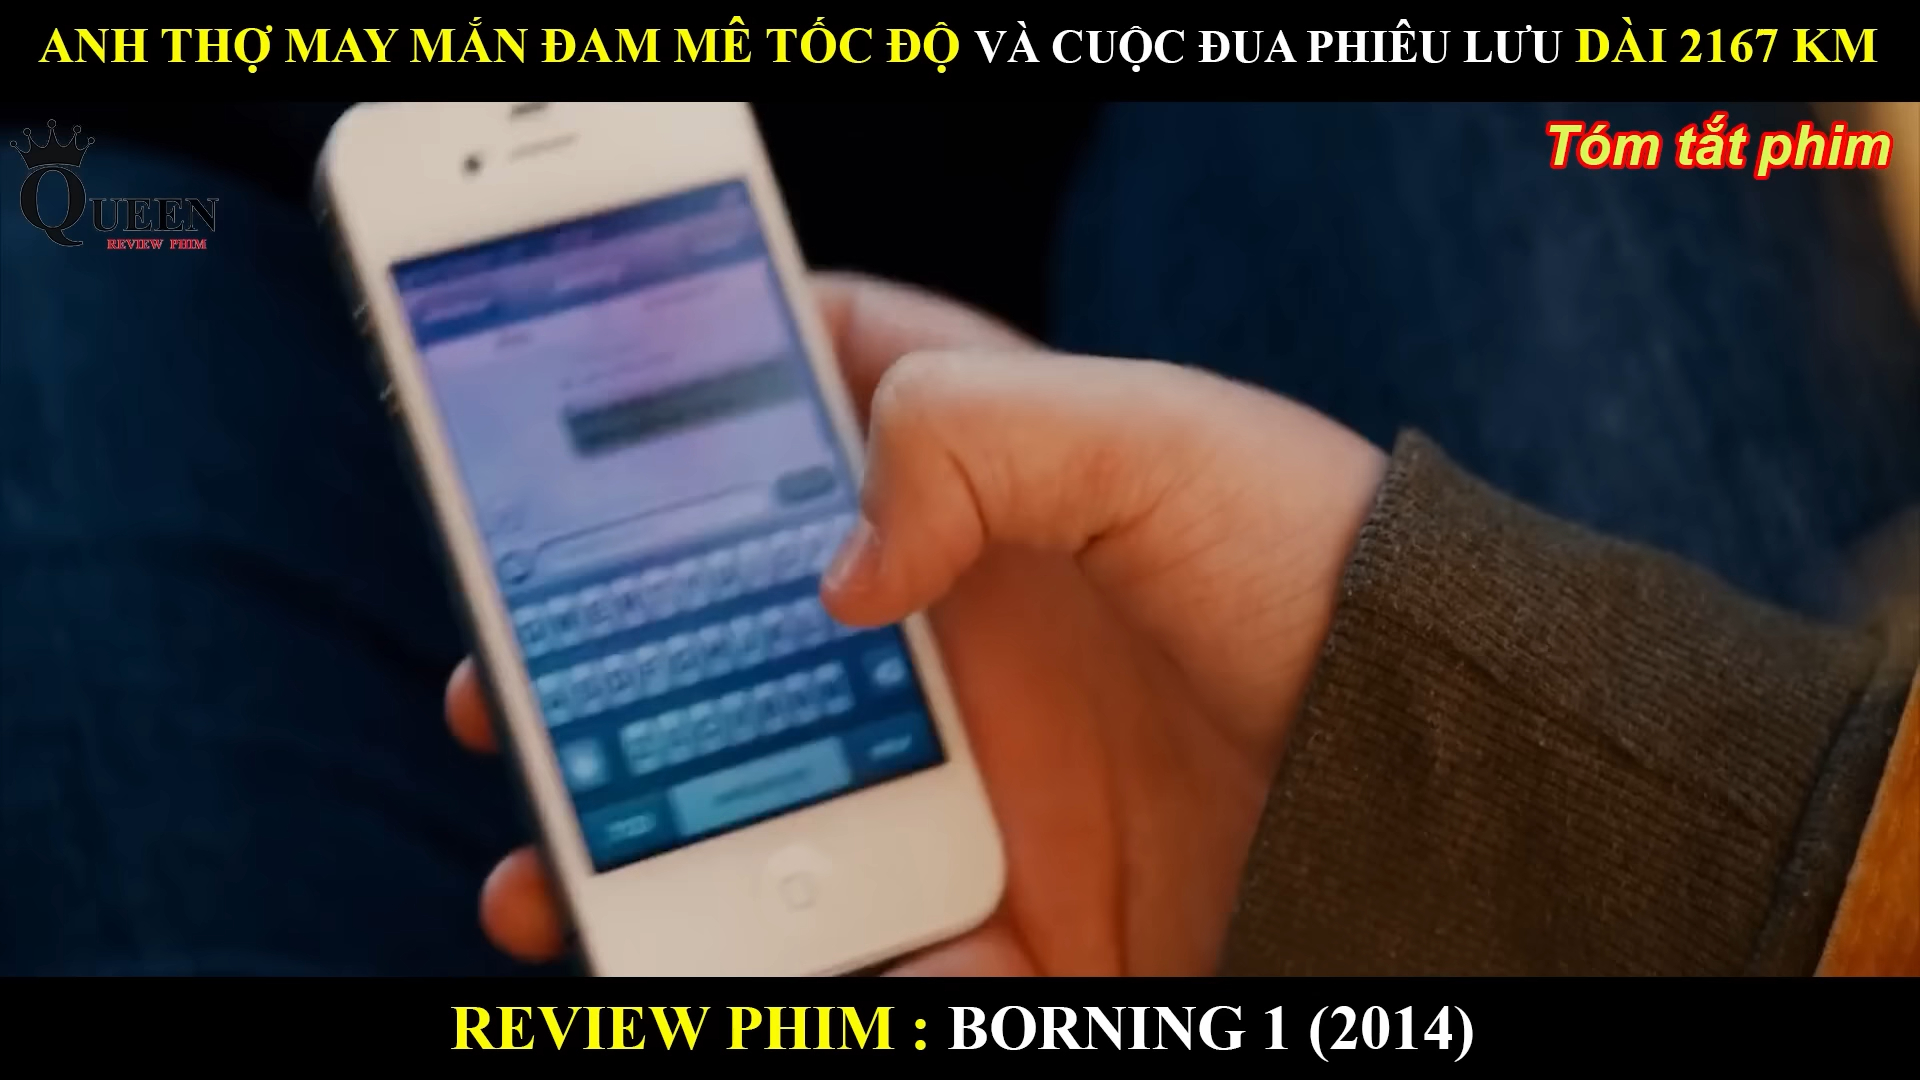 ANH THỢ MAY MẮN ĐAM MÊ TỐC ĐỘ VÀ CUỘC ĐUA PHIÊU LƯU DÀI 2167 KM
Tóm tắt phim
QUEEN
REVIEW PHIM
REVIEW PHIM : BORNING 1 (2014)